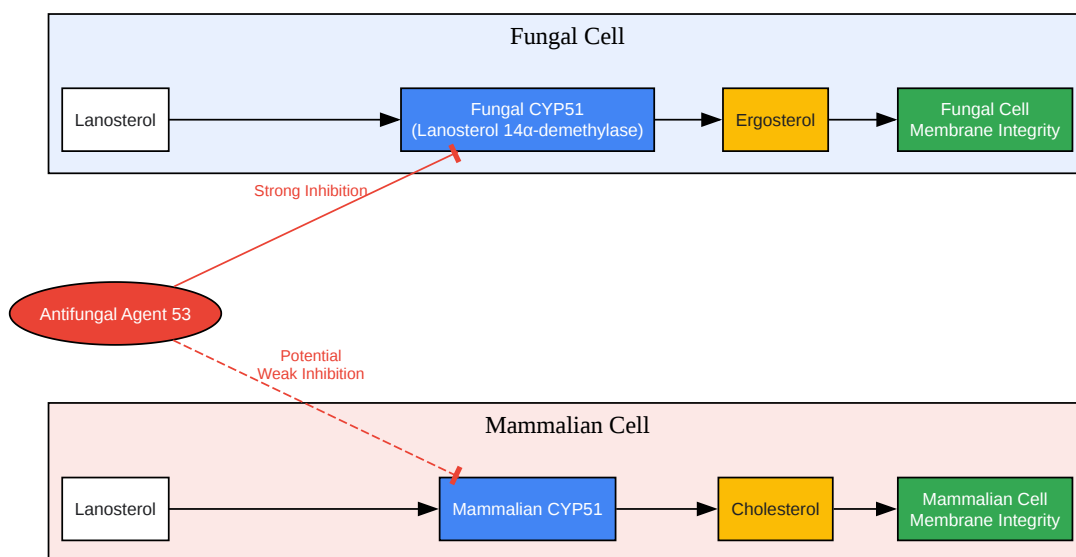 Fungal Cell
Lanosterol
Fungal CYP51
(Lanosterol 14α-demethylase)
Ergosterol
Fungal Cell
Membrane Integrity
Strong Inhibition
Antifungal Agent 53
Potential
Weak Inhibition
Mammalian Cell
Lanosterol
Mammalian CYP51
Cholesterol
Mammalian Cell
Membrane Integrity